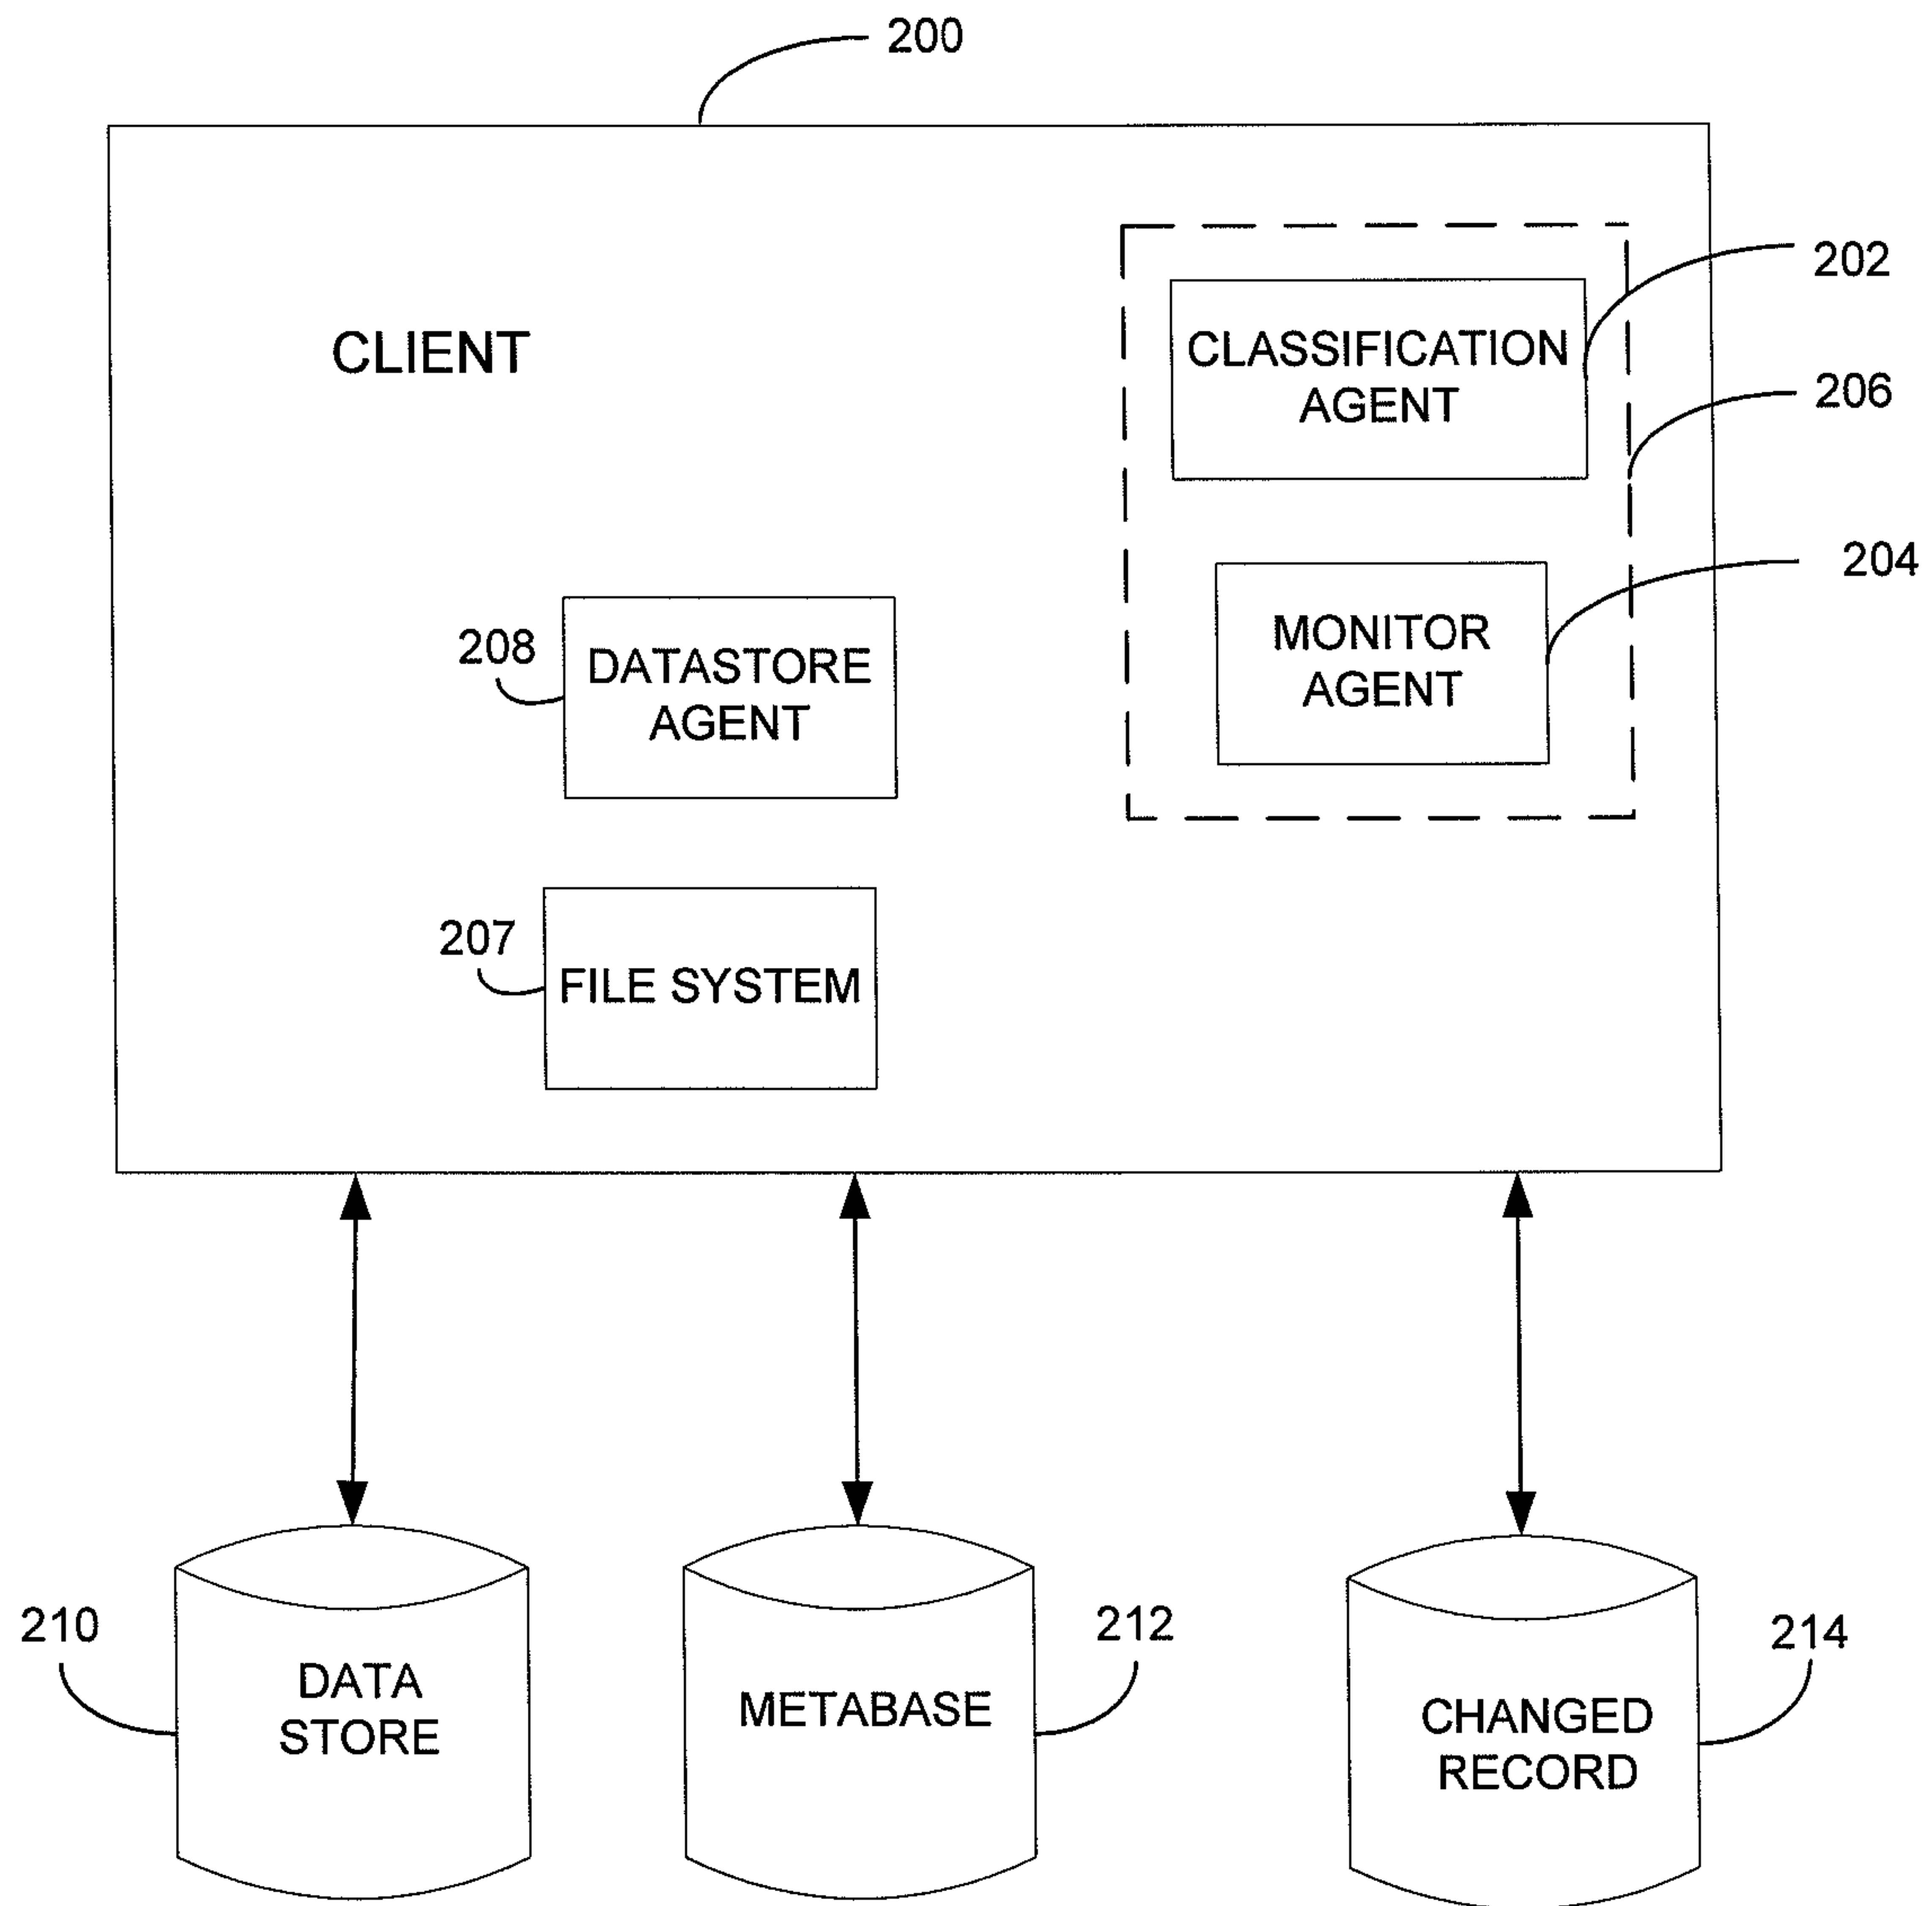 200
CLIENT
202
CLASSIFICATION
AGENT
206
204
MONITOR
AGENT
208
DATASTORE
AGENT
207
FILE SYSTEM
210
DATA
STORE
212
METABASE
214
CHANGED
RECORD